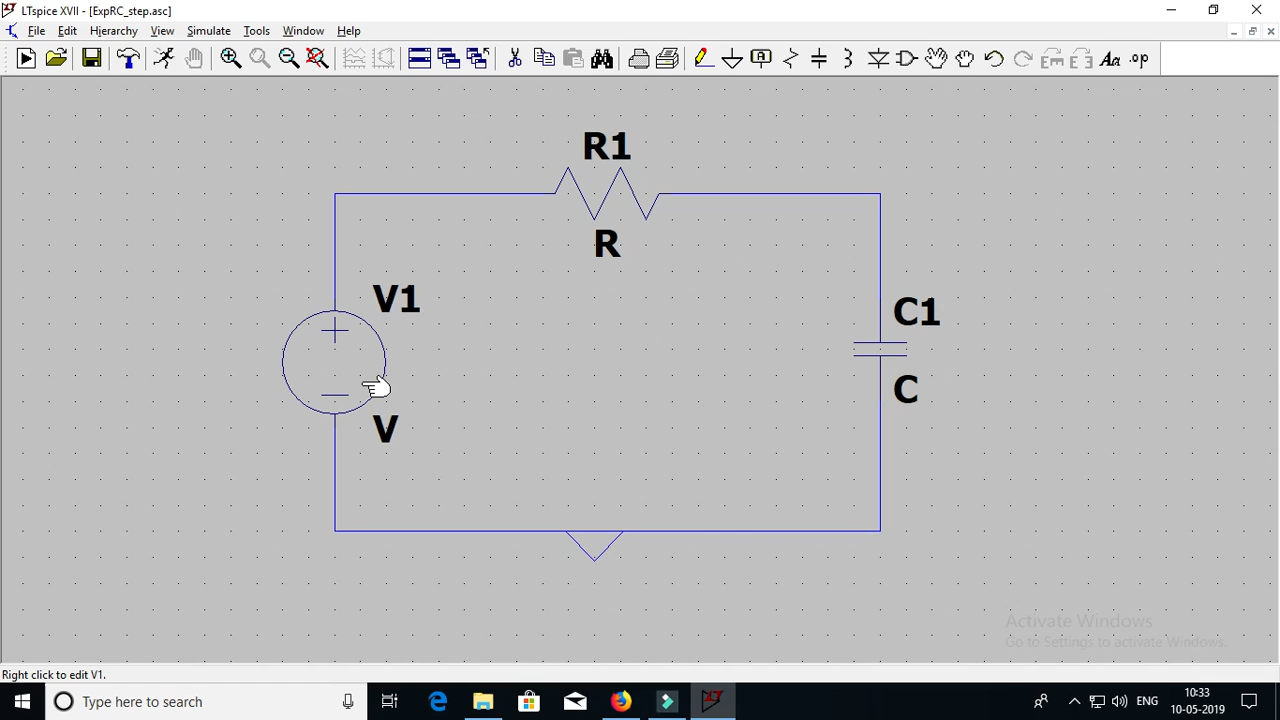 LTspice XVII - [ExpRC_step.asc]
File Edit Hierarchy View Simulate Tools Window Help
A Aa .op
R1
R
V1
V
C1
C
Activate Windows
Go to Settings to activate Windows.
Right click to edit V1.
Type here to search
ENG
10:33
10-05-2019